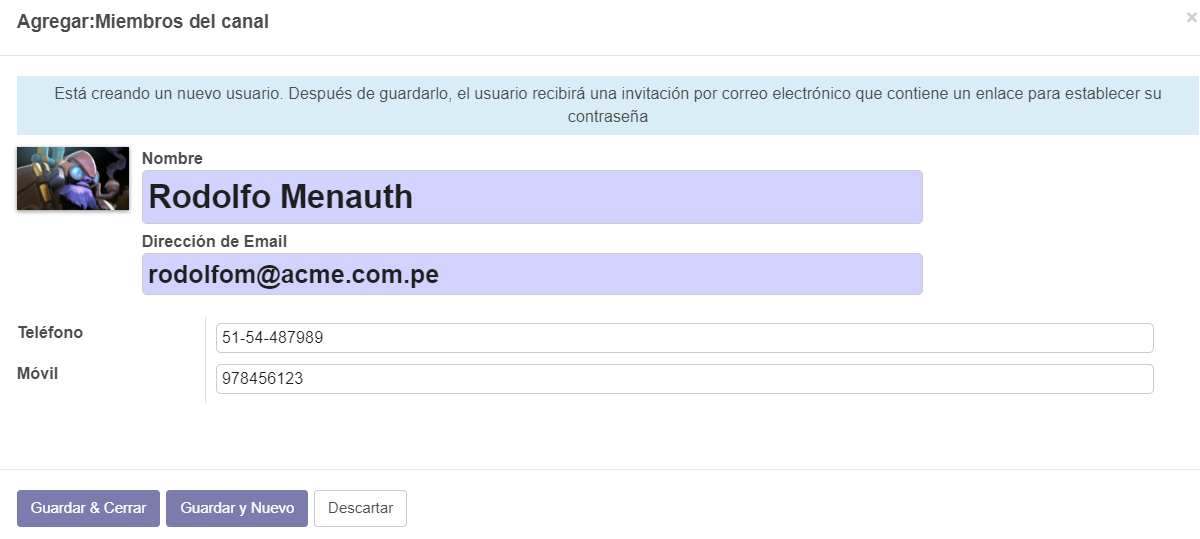 Agregar:Miembros del canal
×
Está creando un nuevo usuario. Después de guardarlo, el usuario recibirá una invitación por correo electrónico que contiene un enlace para establecer su
contraseña
Nombre
Rodolfo Menauth
Dirección de Email
rodolfom@acme.com.pe
Teléfono
51-54-487989
Móvil
978456123
Guardar & Cerrar
Guardar y Nuevo
Descartar